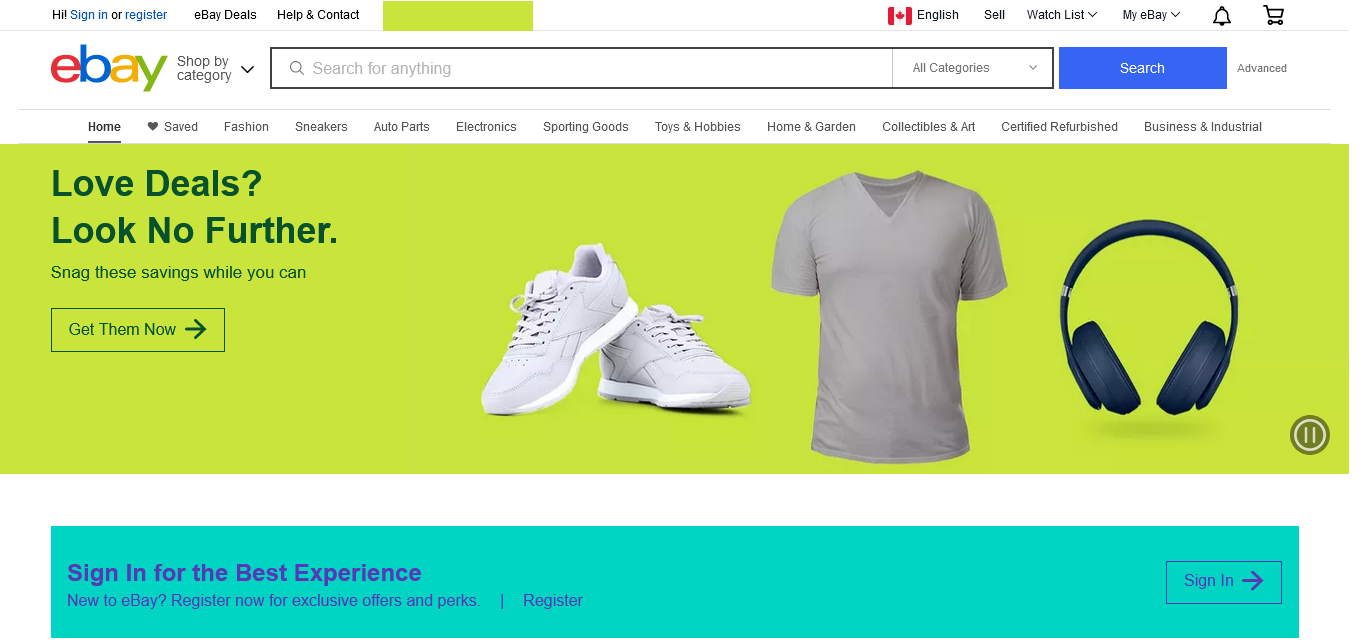 Hi! Sign in or register eBay Deals Help & Contact English Sell Watch List My eBay
ebay Shop by category Search for anything All Categories Search Advanced
Home Saved Fashion Sneakers Auto Parts Electronics Sporting Goods Toys & Hobbies Home & Garden Collectibles & Art Certified Refurbished Business & Industrial
Love Deals?
Look No Further.
Snag these savings while you can
Get Them Now
Sign In for the Best Experience
New to eBay? Register now for exclusive offers and perks. | Register
Sign In